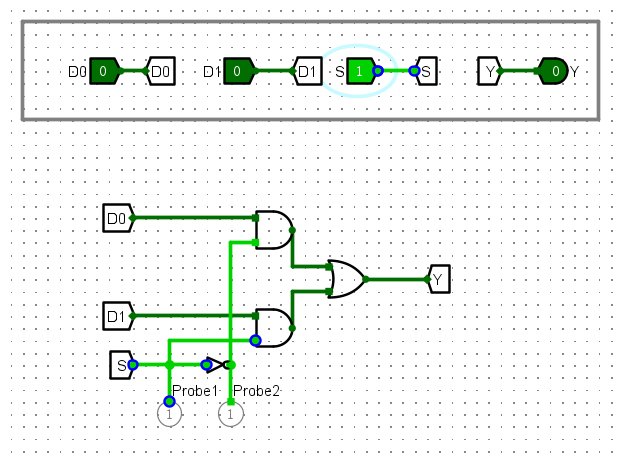 D0 0 D0 D1 0 D1 S 1 S Y 0 Y
D0
Y
D1
S
Probe1 Probe2
1 1